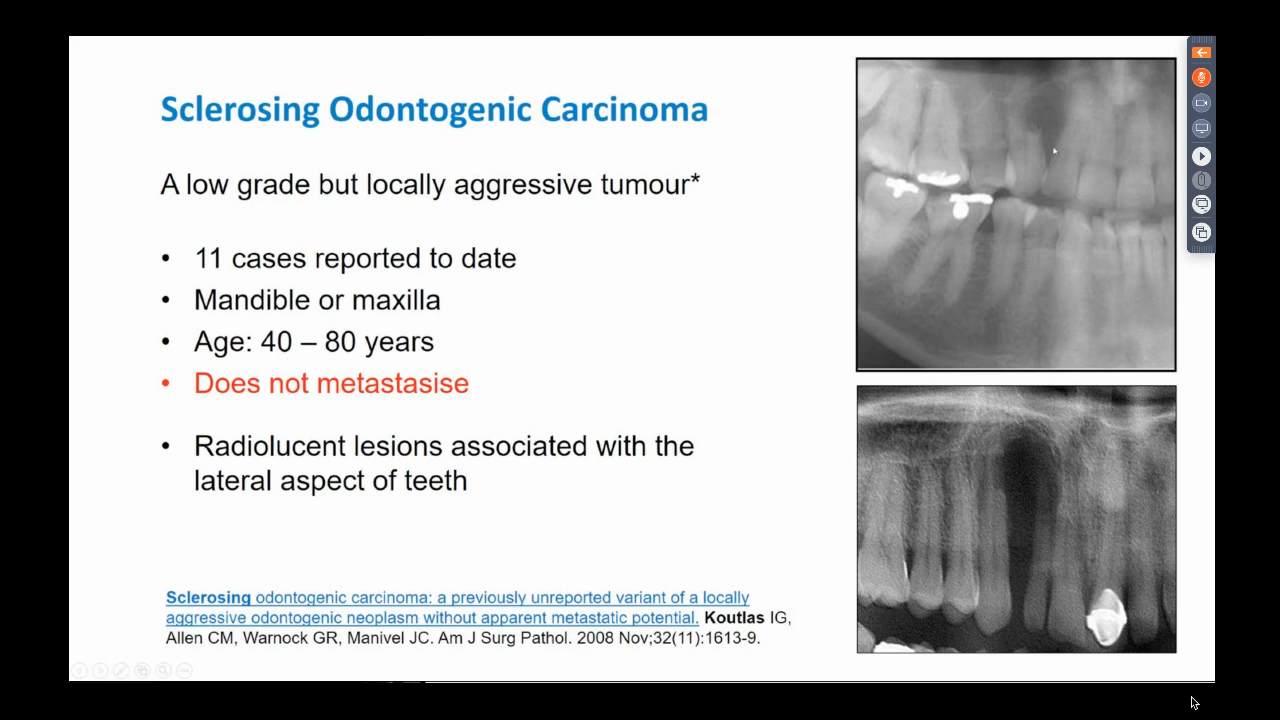 Sclerosing Odontogenic Carcinoma
A low grade but locally aggressive tumour*
• 11 cases reported to date
• Mandible or maxilla
• Age: 40 – 80 years
• Does not metastasise
• Radiolucent lesions associated with the
lateral aspect of teeth
Sclerosing odontogenic carcinoma: a previously unreported variant of a locally
aggressive odontogenic neoplasm without apparent metastatic potential. Koutlas IG,
Allen CM, Warnock GR, Manivel JC. Am J Surg Pathol. 2008 Nov;32(11):1613-9.